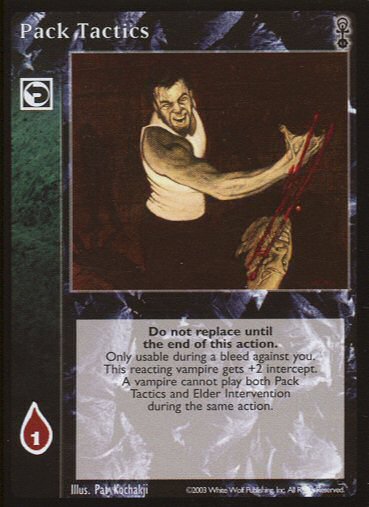 Pack Tactics
Do not replace until
the end of this action.
Only usable during a bleed against you.
This reacting vampire gets +2 intercept.
A vampire cannot play both Pack
Tactics and Elder Intervention
during the same action.
1
Illus. Pat Kochakji ©2003 White Wolf Publishing, Inc. All Rights Reserved.